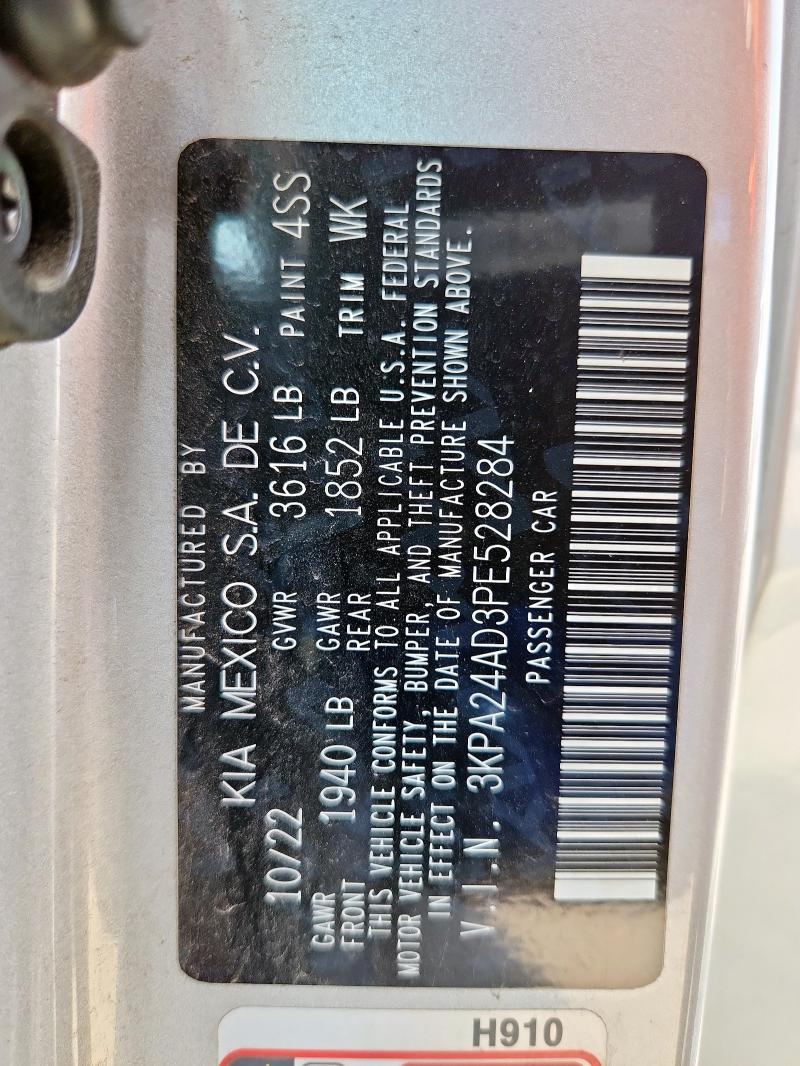 MANUFACTURED BY
KIA MEXICO S.A. DE C.V.
10/22 GVWR 3616 LB PAINT 4SS
GAWR FRONT 1940 LB GAWR REAR 1852 LB TRIM WK
THIS VEHICLE CONFORMS TO ALL APPLICABLE U.S.A. FEDERAL
MOTOR VEHICLE SAFETY, BUMPER, AND THEFT PREVENTION STANDARDS
IN EFFECT ON THE DATE OF MANUFACTURE SHOWN ABOVE.
V.I.N. 3KPA24AD3PE528284
PASSENGER CAR
H910